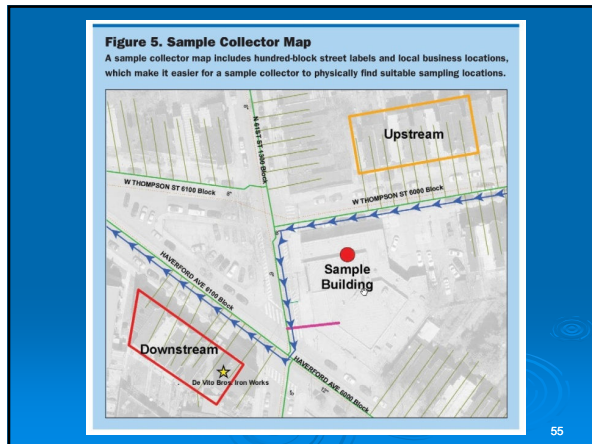 Figure 5. Sample Collector Map
A sample collector map includes hundred-block street labels and local business locations,
which make it easier for a sample collector to physically find suitable sampling locations.
N 61ST ST 1300 Block
Upstream
W THOMPSON ST 6100 Block
W THOMPSON ST 6000 Block
Sample
Building
HAVERFORD AVE 6100 Block
Downstream
De Vito Bros. Iron Works
HAVERFORD AVE 6000 Block
55